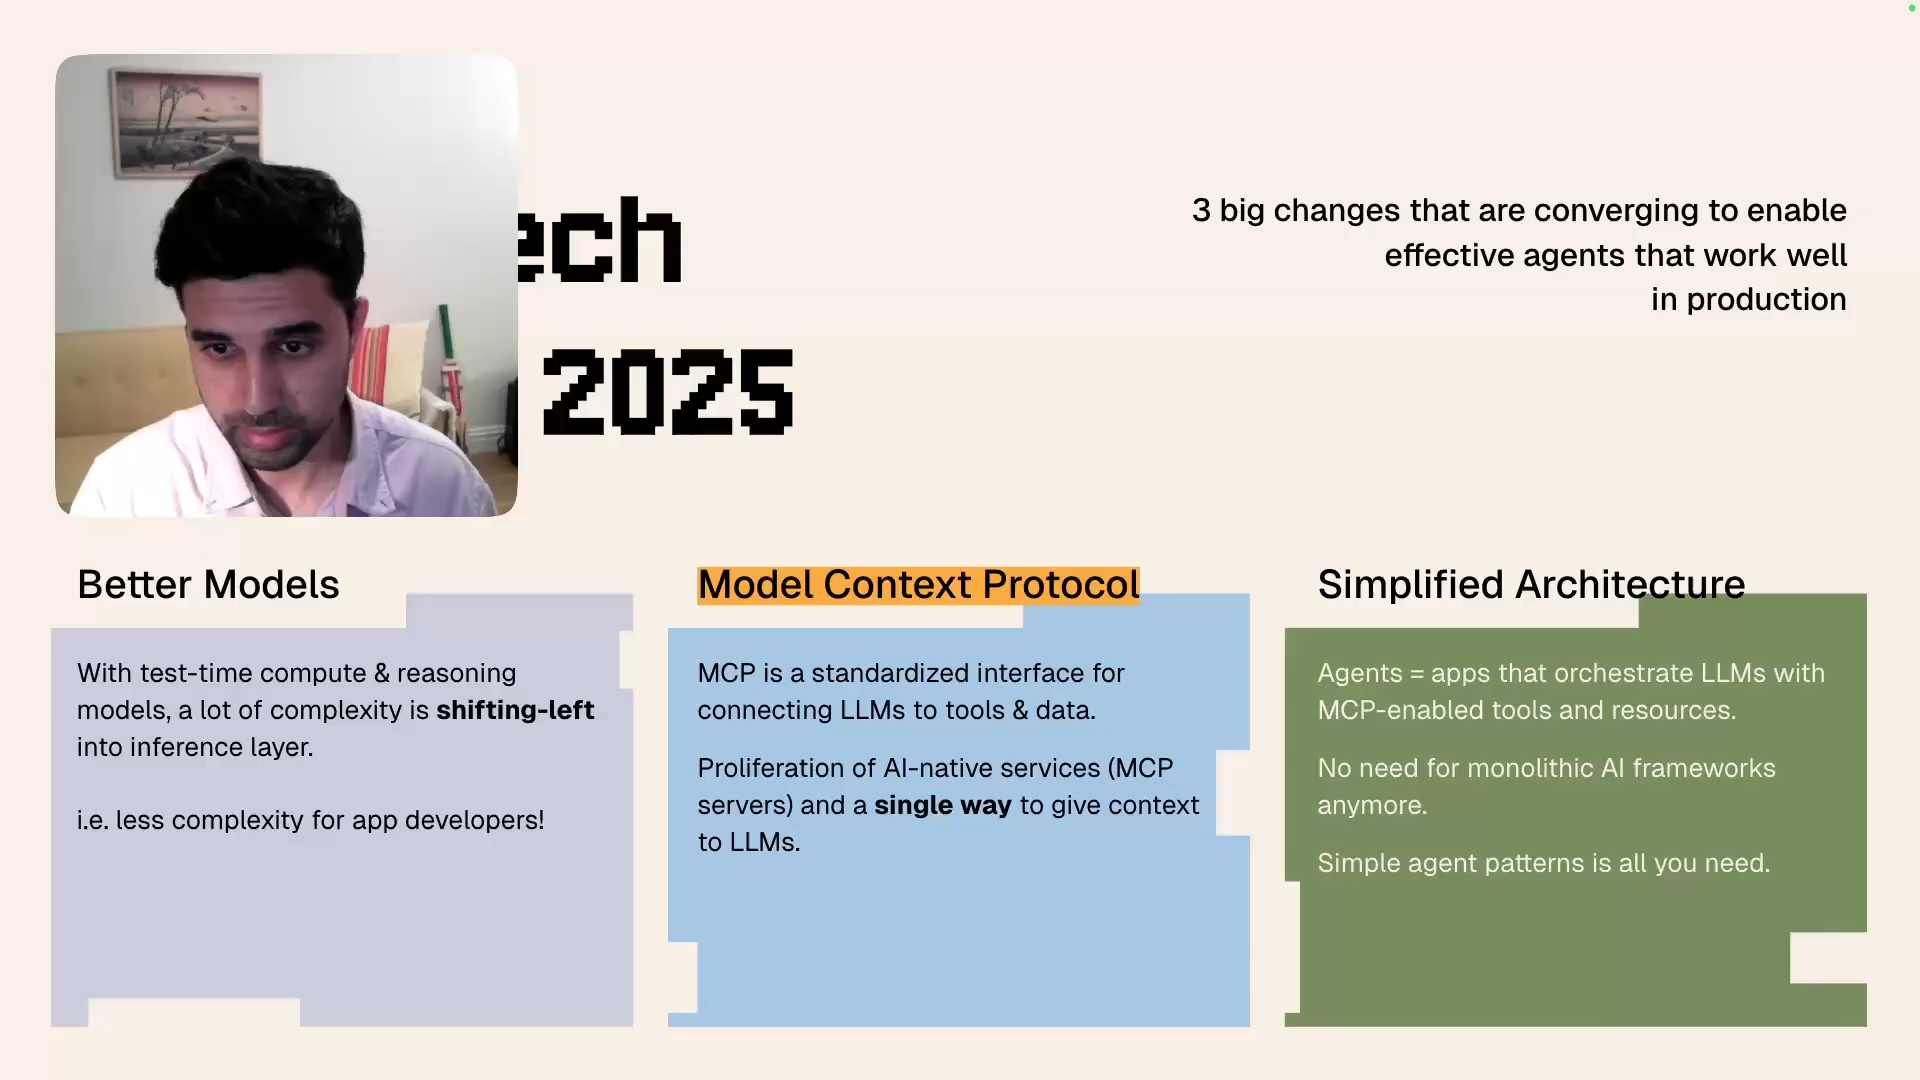 ech
2025
3 big changes that are converging to enable
effective agents that work well
in production
Better Models
With test-time compute & reasoning
models, a lot of complexity is shifting-left
into inference layer.
i.e. less complexity for app developers!
Model Context Protocol
MCP is a standardized interface for
connecting LLMs to tools & data.
Proliferation of AI-native services (MCP
servers) and a single way to give context
to LLMs.
Simplified Architecture
Agents = apps that orchestrate LLMs with
MCP-enabled tools and resources.
No need for monolithic AI frameworks
anymore.
Simple agent patterns is all you need.